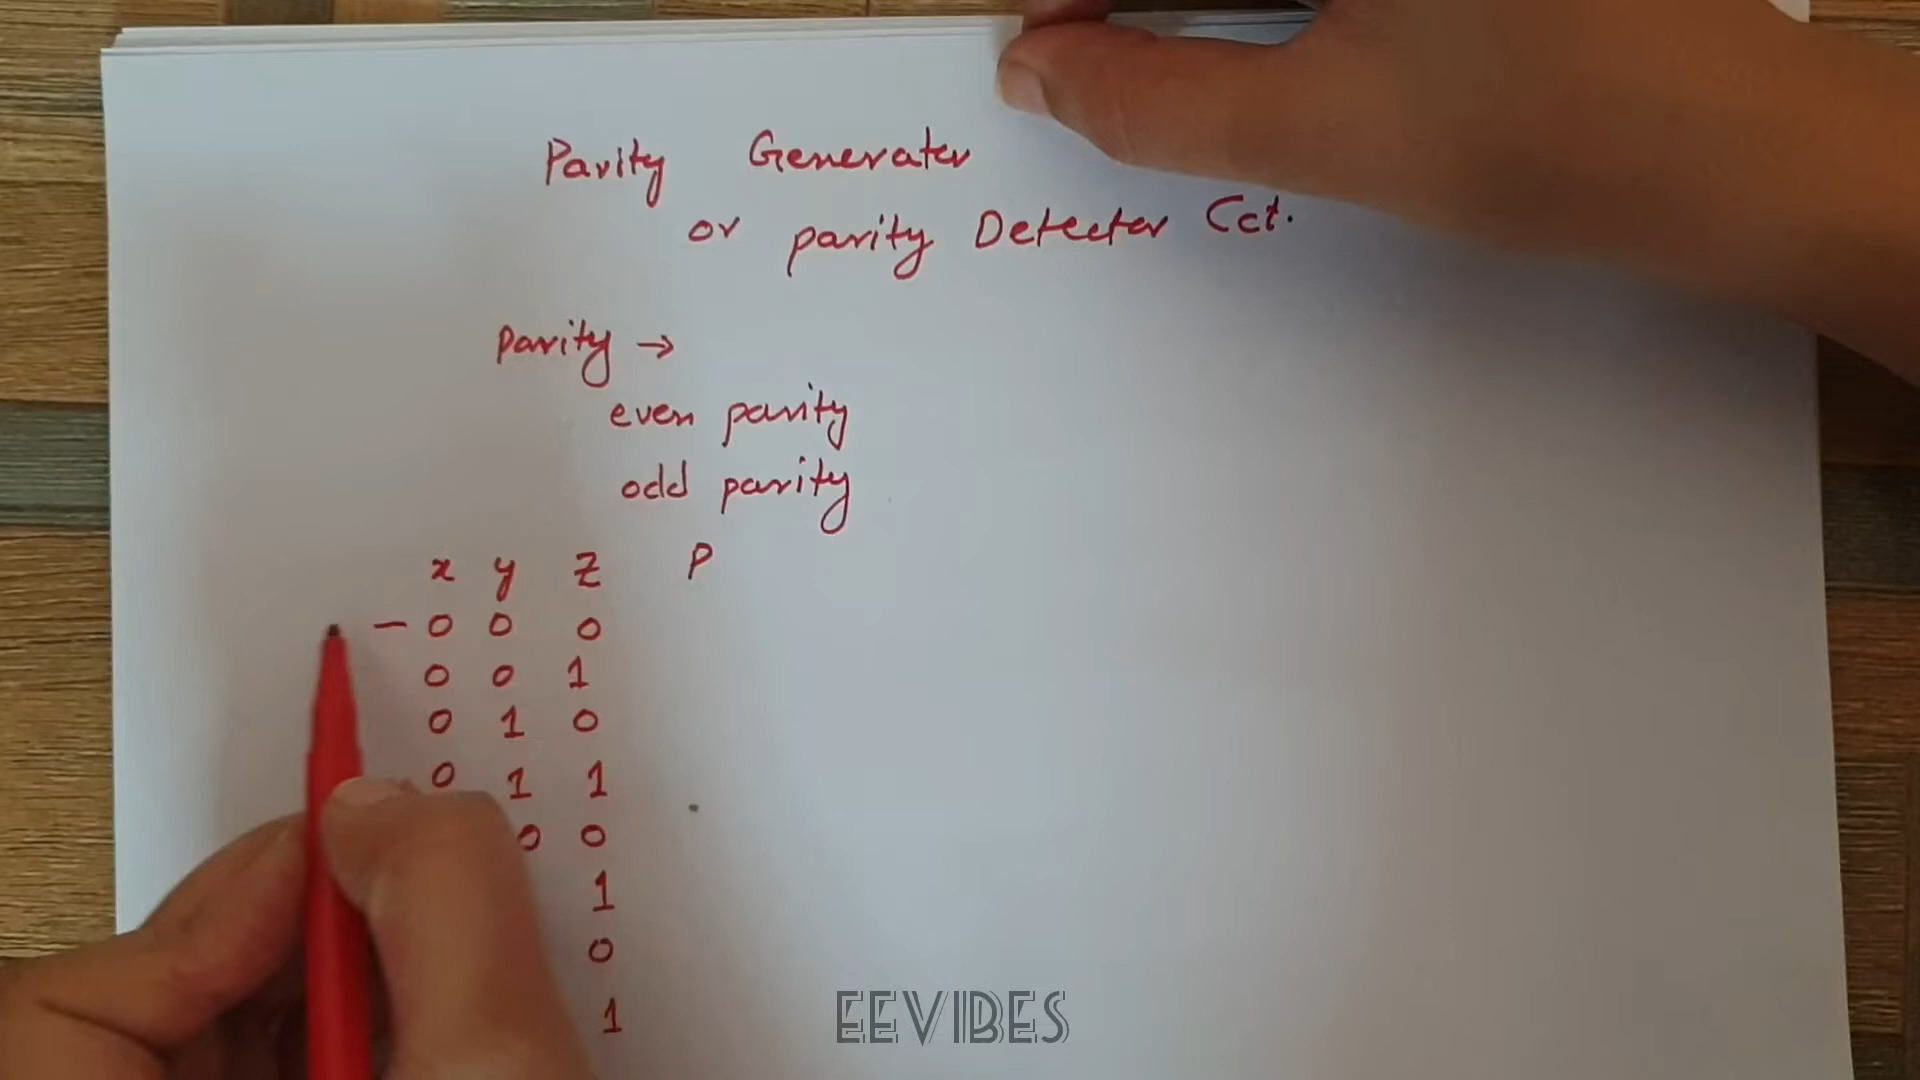 Parity Generater
or parity Detecter Cct.
Parity →
even parity
odd parity
x y z P
- 0 0 0
0 0 1
0 1 0
0 1 1
0 0
1
0
1
EEVIBES